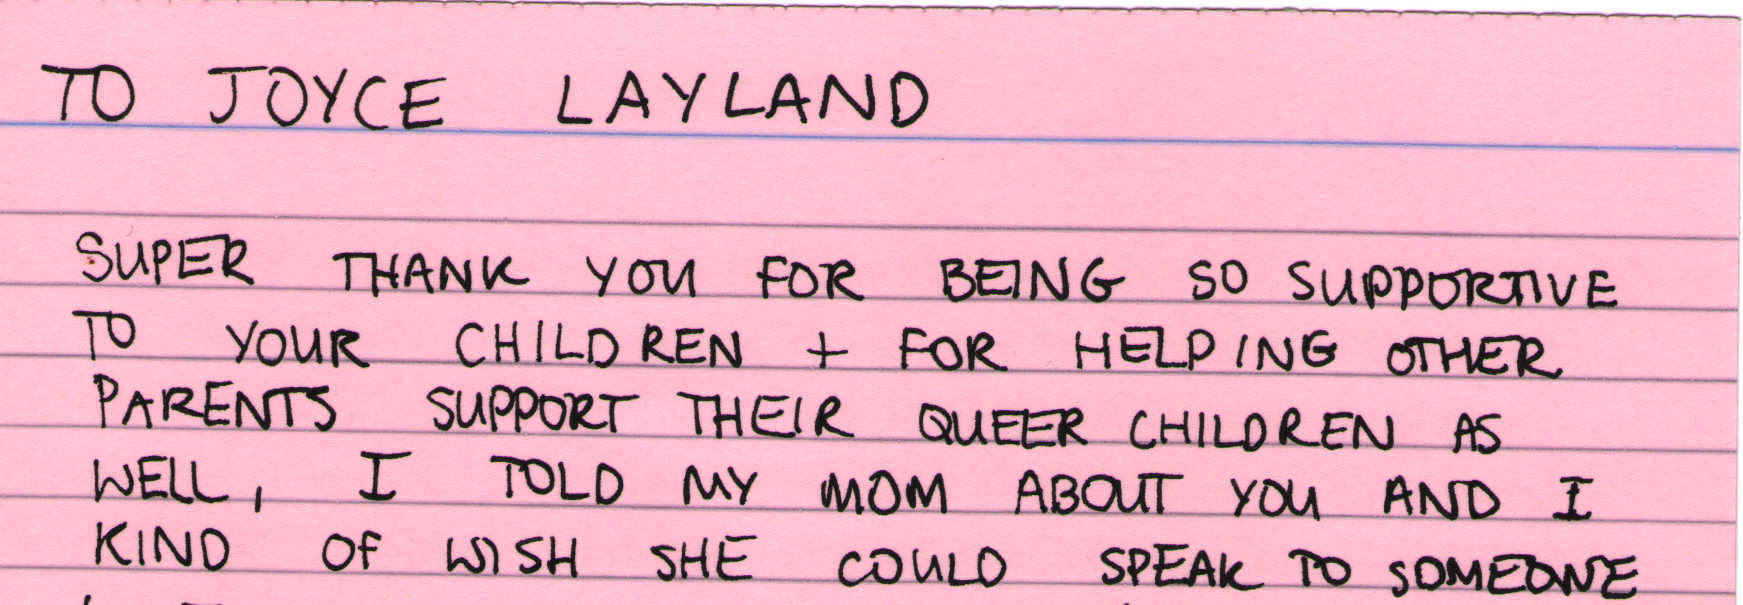 TO JOYCE LAYLAND
SUPER THANK YOU FOR BEING SO SUPPORTIVE
TO YOUR CHILDREN + FOR HELPING OTHER
PARENTS SUPPORT THEIR QUEER CHILDREN AS
WELL, I TOLD MY MOM ABOUT YOU AND I
KIND OF WISH SHE COULD SPEAK TO SOMEONE